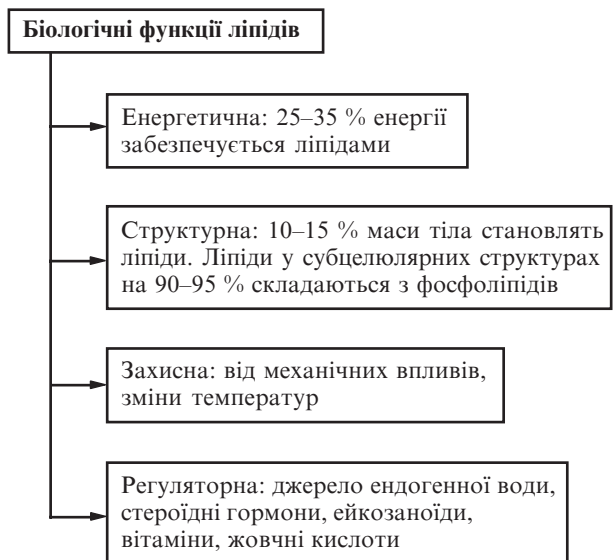 Біологічні функції ліпідів
Енергетична: 25–35 % енергії
забезпечується ліпідами
Структурна: 10–15 % маси тіла становлять
ліпіди. Ліпіди у субцелюлярних структурах
на 90–95 % складаються з фосфоліпідів
Захисна: від механічних впливів,
зміни температур
Регуляторна: джерело ендогенної води,
стероїдні гормони, ейкозаноїди,
вітаміни, жовчні кислоти